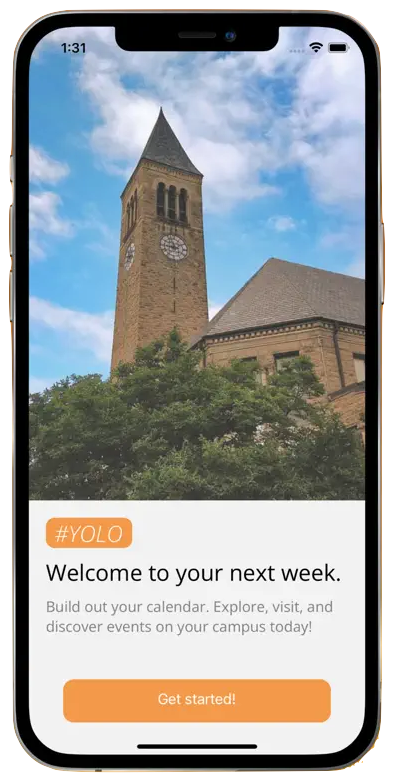 1:31
#YOLO
Welcome to your next week.
Build out your calendar. Explore, visit, and
discover events on your campus today!
Get started!